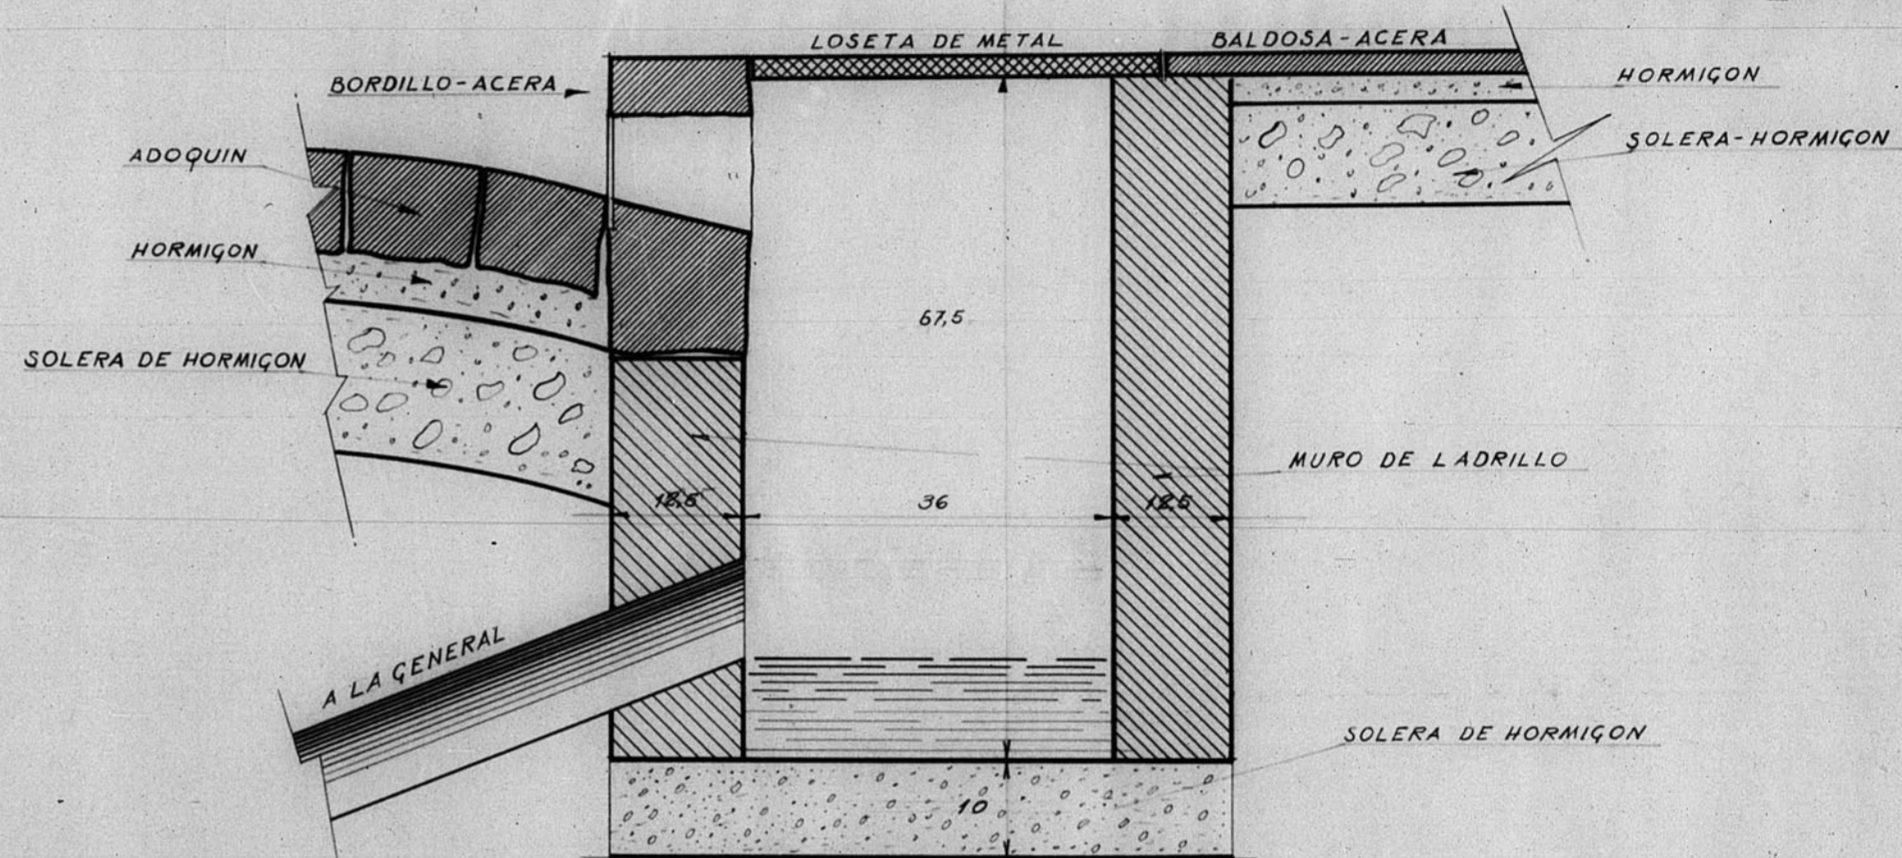 LOSETA DE METAL
BALDOSA-ACERA
BORDILLO-ACERA
HORMIGON
ADOQUIN
SOLERA-HORMIGON
HORMIGON
67,5
SOLERA DE HORMIGON
MURO DE LADRILLO
12,5
36
12,5
A LA GENERAL
SOLERA DE HORMIGON
10